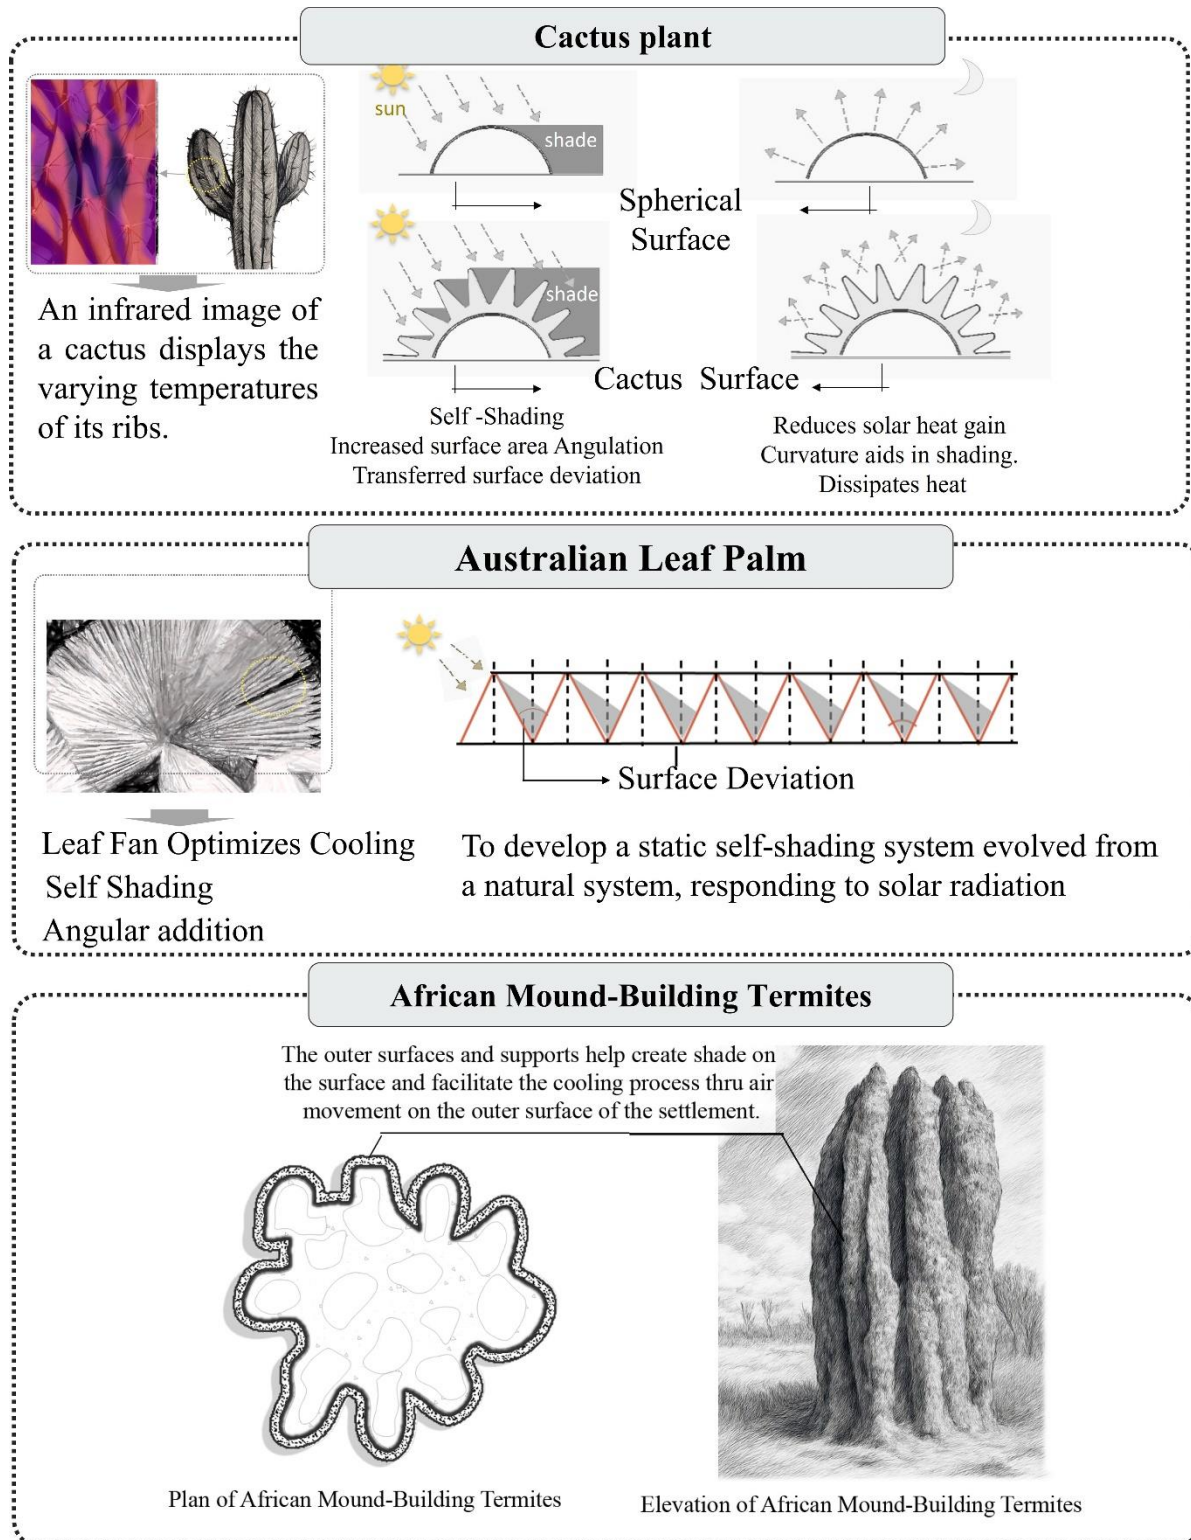 Cactus plant
sun
shade
Spherical
Surface
shade
An infrared image of
a cactus displays the
varying temperatures
of its ribs.
Cactus Surface
Self -Shading
Increased surface area Angulation
Transferred surface deviation
Reduces solar heat gain
Curvature aids in shading.
Dissipates heat
Australian Leaf Palm
Surface Deviation
Leaf Fan Optimizes Cooling
Self Shading
Angular addition
To develop a static self-shading system evolved from
a natural system, responding to solar radiation
African Mound-Building Termites
The outer surfaces and supports help create shade on
the surface and facilitate the cooling process thru air
movement on the outer surface of the settlement.
Plan of African Mound-Building Termites
Elevation of African Mound-Building Termites